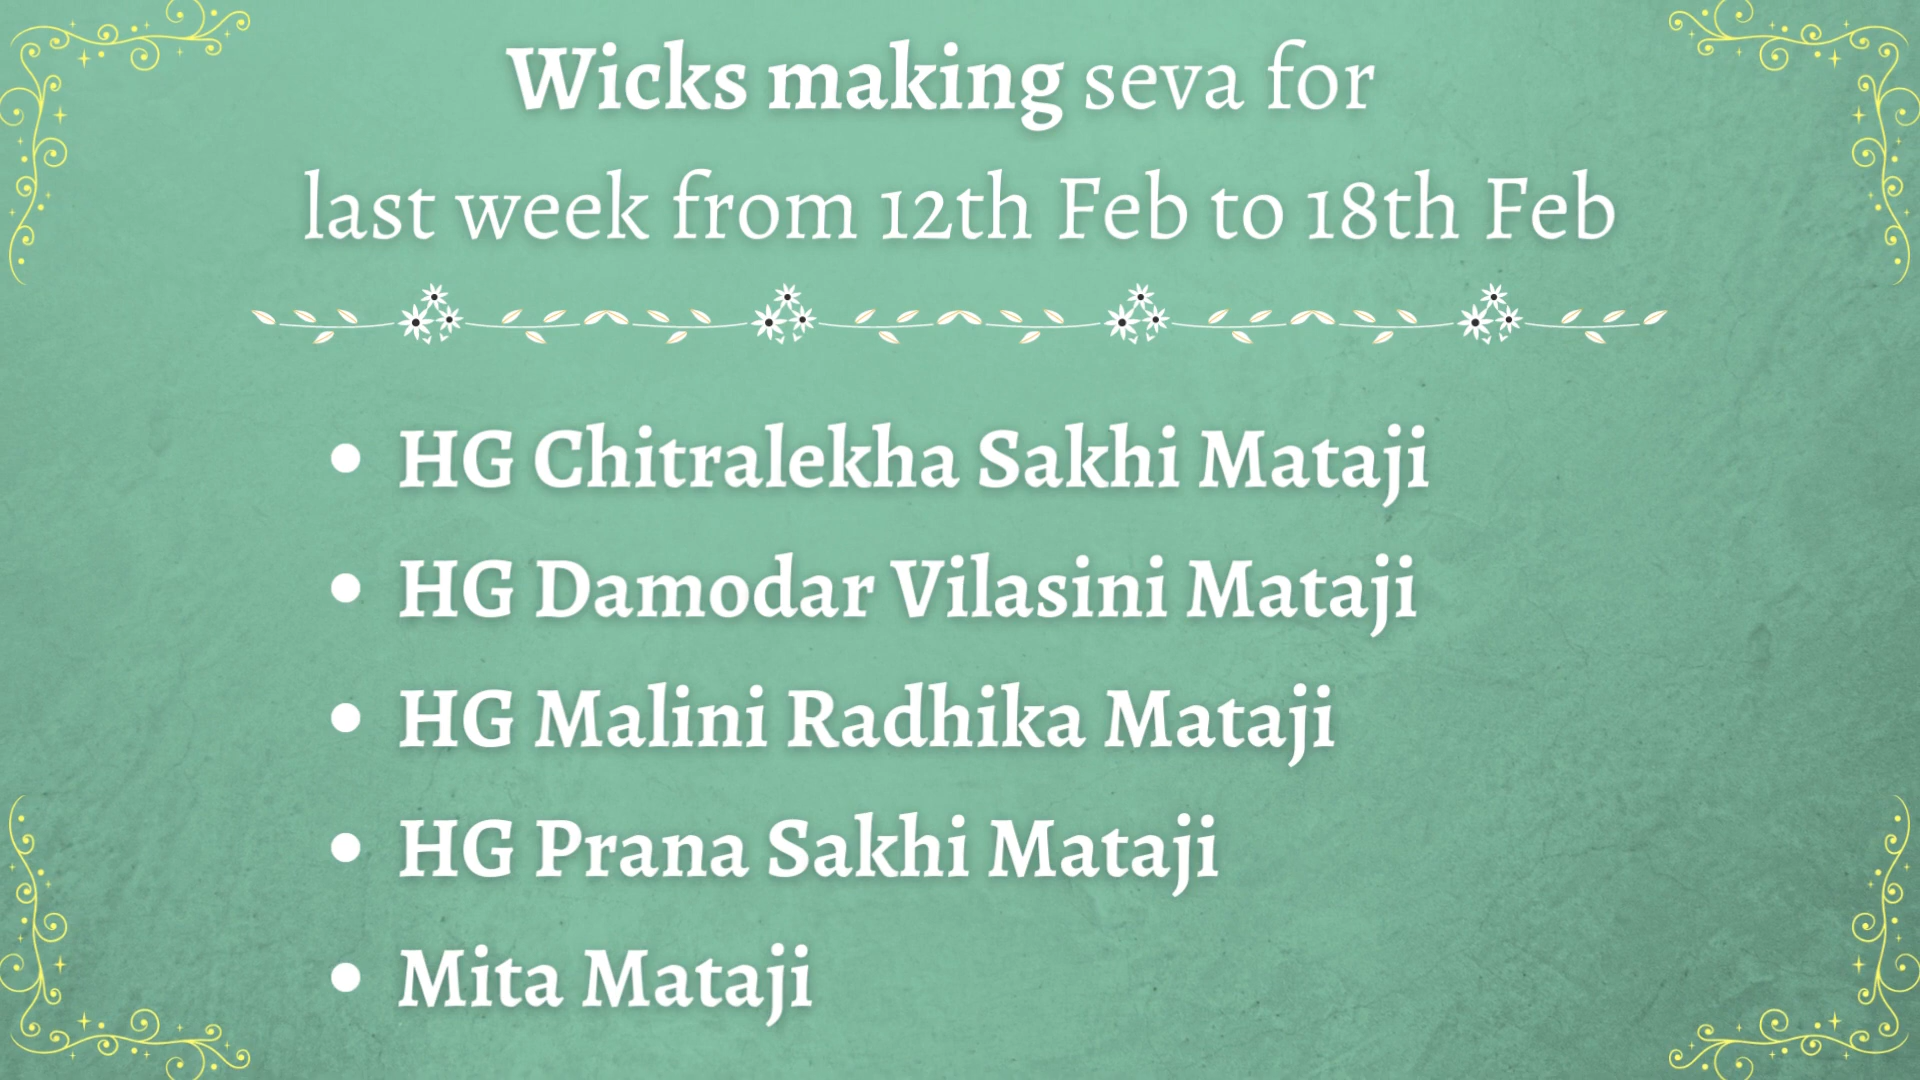 Wicks making seva for
last week from 12th Feb to 18th Feb
• HG Chitralekha Sakhi Mataji
• HG Damodar Vilasini Mataji
• HG Malini Radhika Mataji
• HG Prana Sakhi Mataji
• Mita Mataji